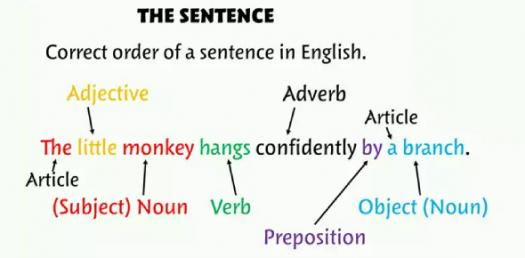 THE SENTENCE
Correct order of a sentence in English.
Adjective
Adverb
Article
The little monkey hangs confidently by a branch.
Article
(Subject) Noun
Verb
Object (Noun)
Preposition